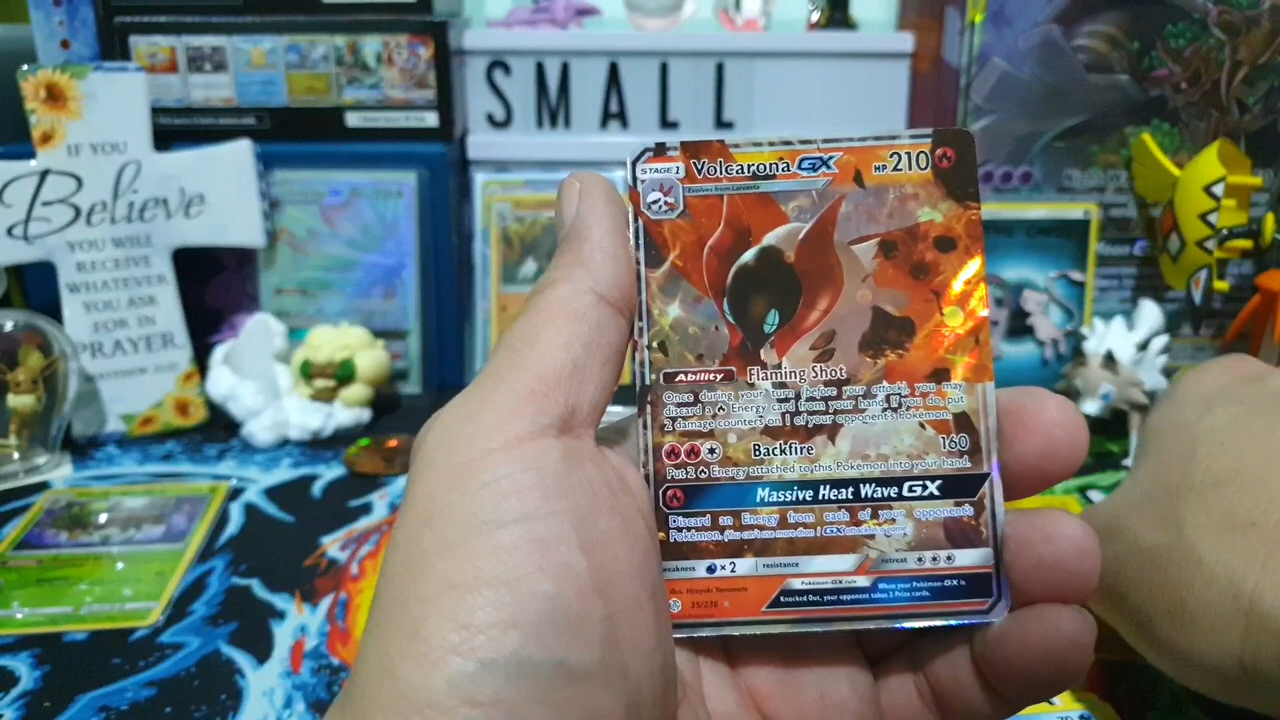 SMALL
IF YOU
Believe
YOU WILL
RECEIVE
WHATEVER
YOU ASK
FOR IN
PRAYER.
STAGE 1
Volcarona GX
HP 210
Evolves from Larvesta
Ability Flaming Shot
Once during your turn (before your attack), you may
discard a Energy card from your hand. If you do, put
2 damage counters on 1 of your opponent's Pokémon.
Backfire 160
Put 2 Energy attached to this Pokémon into your hand.
Massive Heat Wave GX
Discard an Energy from each of your opponent's
Pokémon. (You can't use more than 1 GX attack in a game.)
weakness ×2 resistance retreat
Pokémon-GX rule
When your Pokémon-GX is
Knocked Out, your opponent takes 2 Prize cards.
illus. Hiroyuki Yamamoto
35/236